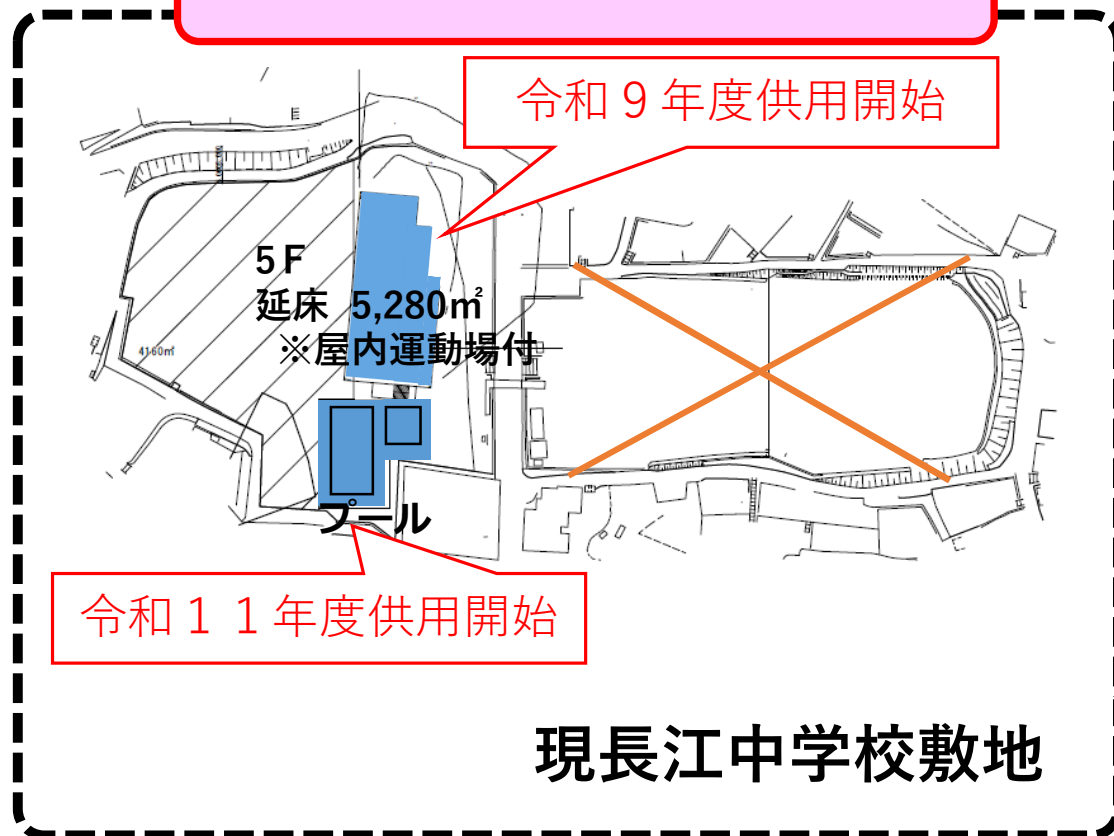 令和９年度供用開始
5Ｆ
延床 5,280㎡
※屋内運動場付
4160㎡
プール
令和１１年度供用開始
現長江中学校敷地